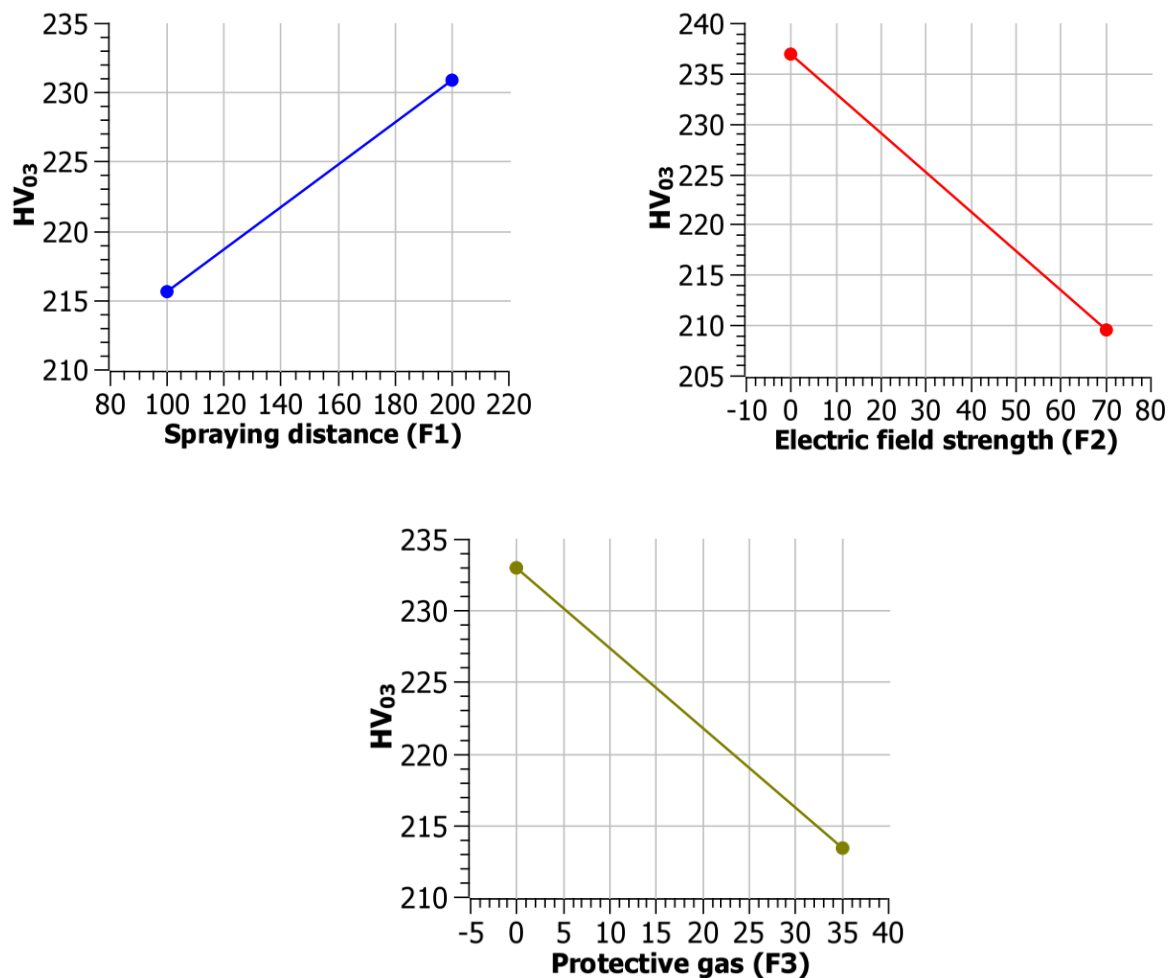 235
230
225
220
215
210
HV₀₃
80 100 120 140 160 180 200 220
Spraying distance (F1)
240
235
230
225
220
215
210
205
HV₀₃
-10 0 10 20 30 40 50 60 70 80
Electric field strength (F2)
235
230
225
220
215
210
HV₀₃
-5 0 5 10 15 20 25 30 35 40
Protective gas (F3)